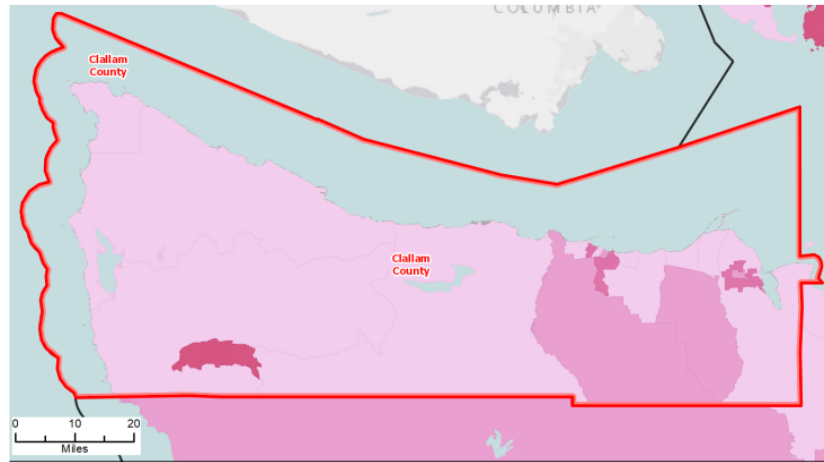 COLUMBIA
Clallam
County
Clallam
County
0 10 20
Miles